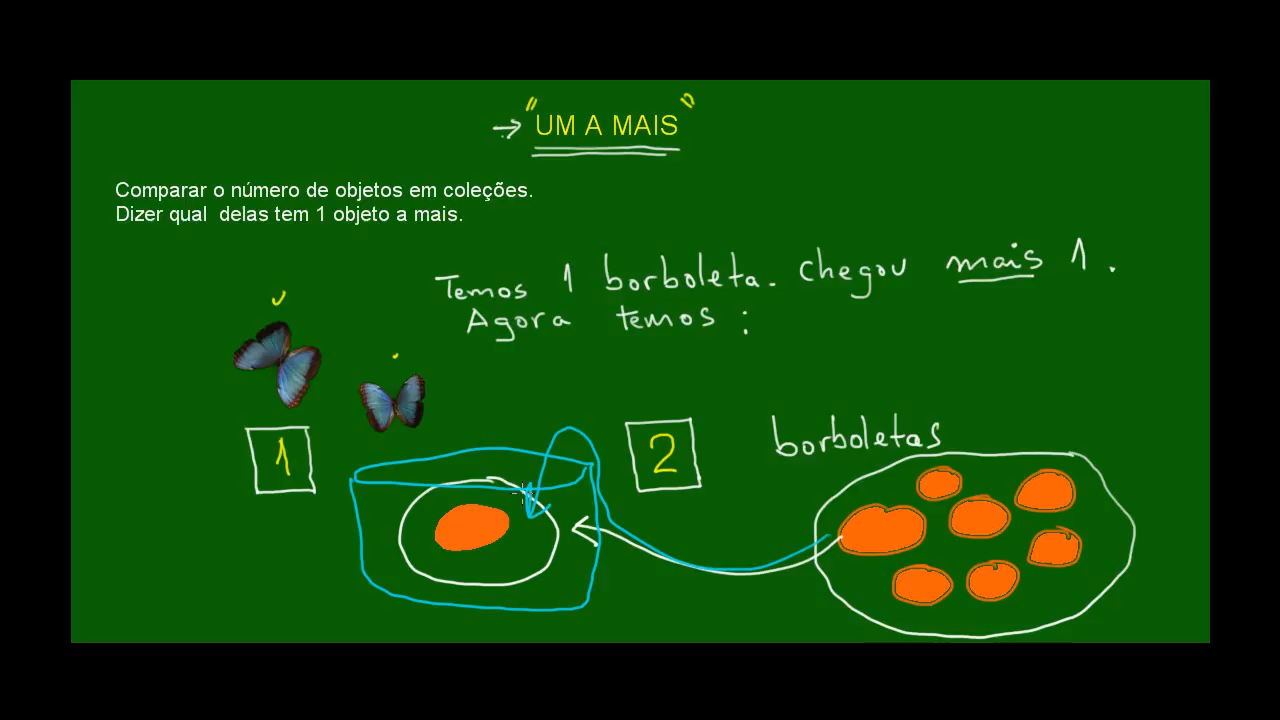 → "UM A MAIS"
Comparar o número de objetos em coleções.
Dizer qual delas tem 1 objeto a mais.
Temos 1 borboleta. chegou mais 1.
Agora temos :
1 2 borboletas